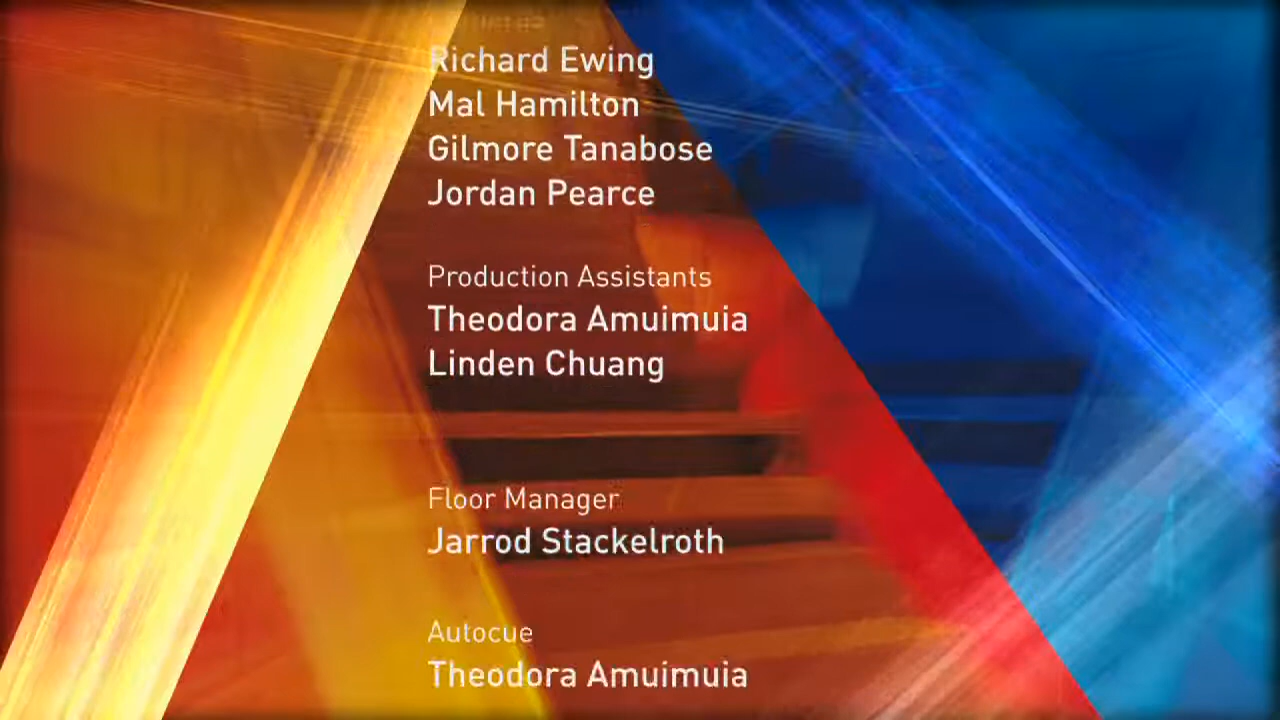 Richard Ewing
Mal Hamilton
Gilmore Tanabose
Jordan Pearce
Production Assistants
Theodora Amuimuia
Linden Chuang
Floor Manager
Jarrod Stackelroth
Autocue
Theodora Amuimuia